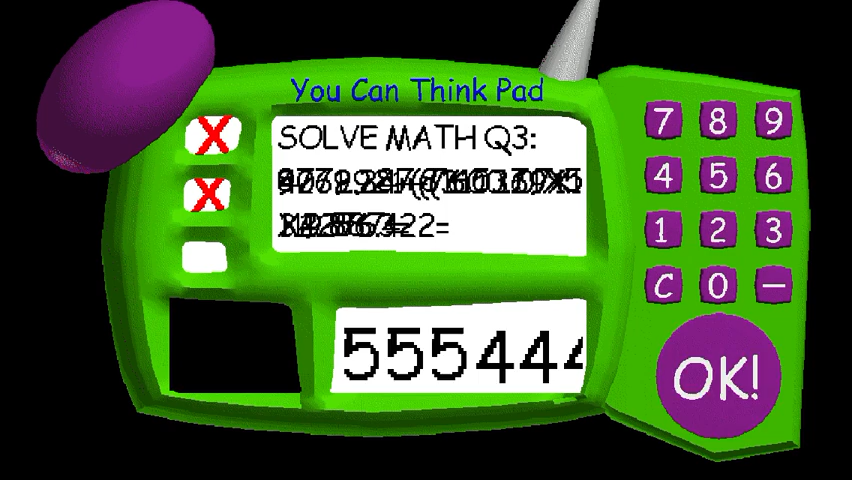 You Can Think Pad
X
SOLVE MATH Q3:
X
555444
7 8 9
4 5 6
1 2 3
C 0 −
OK!